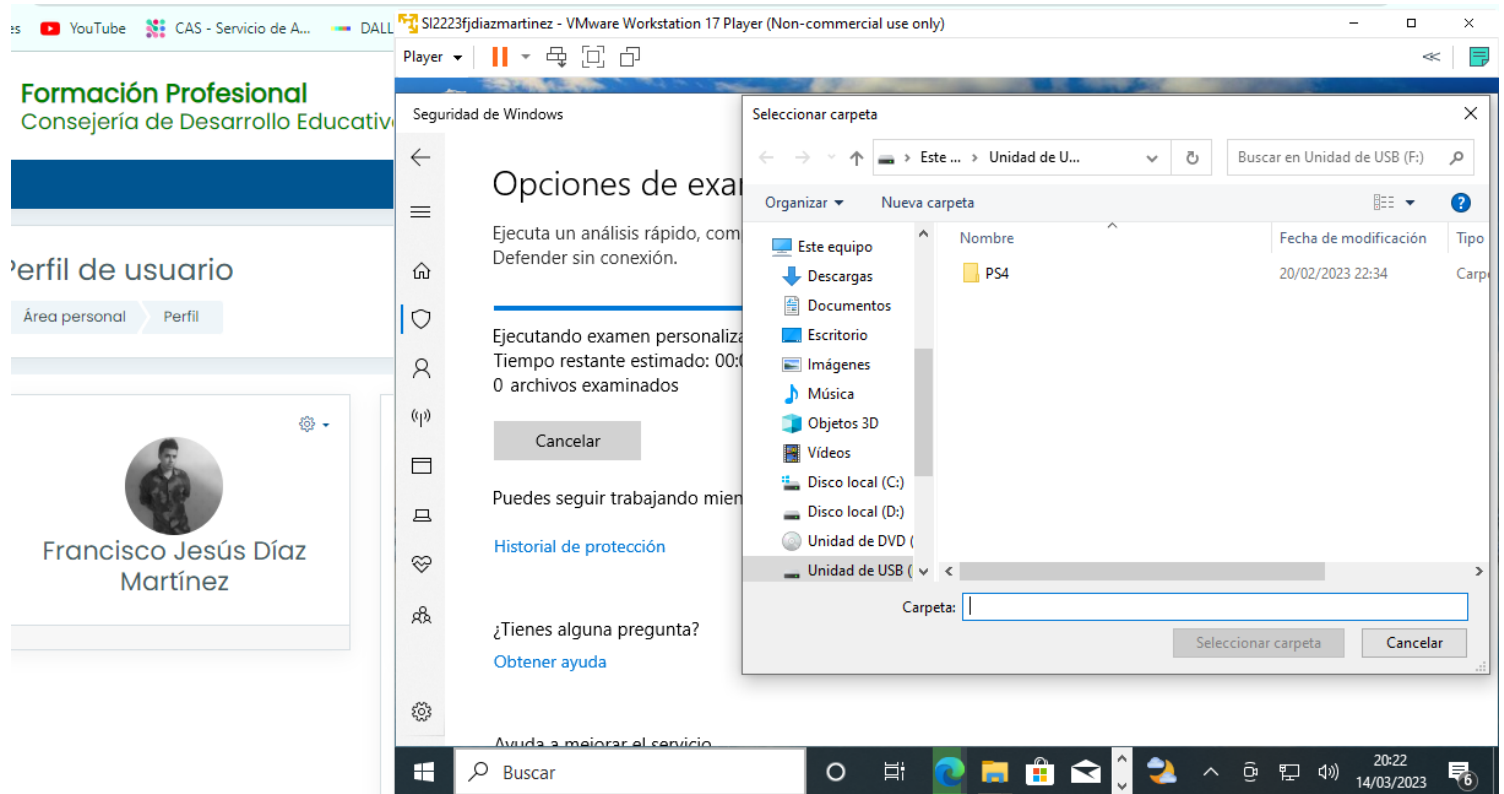 es YouTube CAS - Servicio de A... DALL
Formación Profesional
Consejería de Desarrollo Educativ
Perfil de usuario
Área personal Perfil
Francisco Jesús Díaz
Martínez
SI2223fjdiazmartinez - VMware Workstation 17 Player (Non-commercial use only)
Player
Seguridad de Windows
Opciones de exa
Ejecuta un análisis rápido, com
Defender sin conexión.
Ejecutando examen personaliza
Tiempo restante estimado: 00:0
0 archivos examinados
Cancelar
Puedes seguir trabajando mien
Historial de protección
¿Tienes alguna pregunta?
Obtener ayuda
Ayuda a mejorar el servicio
Seleccionar carpeta
Este ... › Unidad de U...
Buscar en Unidad de USB (F:)
Organizar Nueva carpeta
Nombre Fecha de modificación Tipo
PS4 20/02/2023 22:34 Carp
Este equipo
Descargas
Documentos
Escritorio
Imágenes
Música
Objetos 3D
Vídeos
Disco local (C:)
Disco local (D:)
Unidad de DVD (
Unidad de USB (
Carpeta:
Seleccionar carpeta Cancelar
Buscar
20:22
14/03/2023
6